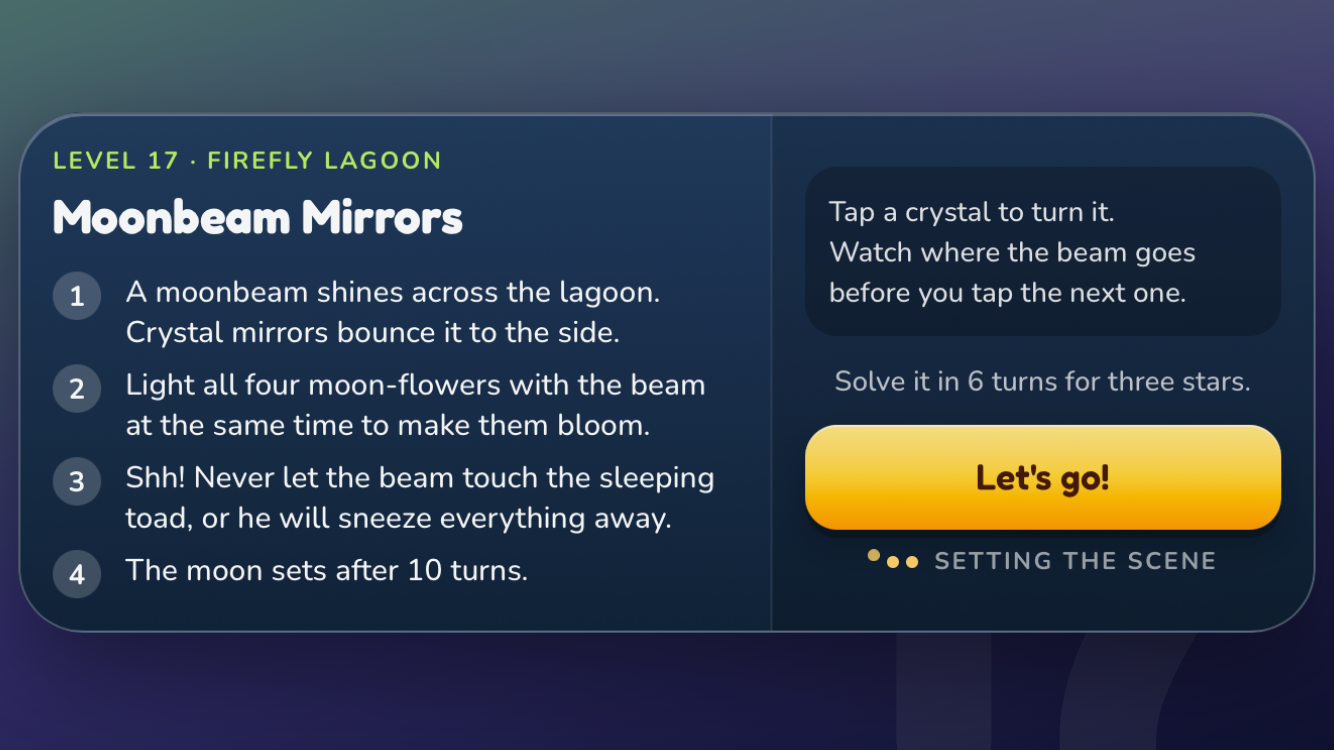 LEVEL 17 · FIREFLY LAGOON
Moonbeam Mirrors
1 A moonbeam shines across the lagoon.
Crystal mirrors bounce it to the side.
2 Light all four moon-flowers with the beam
at the same time to make them bloom.
3 Shh! Never let the beam touch the sleeping
toad, or he will sneeze everything away.
4 The moon sets after 10 turns.
Tap a crystal to turn it.
Watch where the beam goes
before you tap the next one.
Solve it in 6 turns for three stars.
Let's go!
SETTING THE SCENE